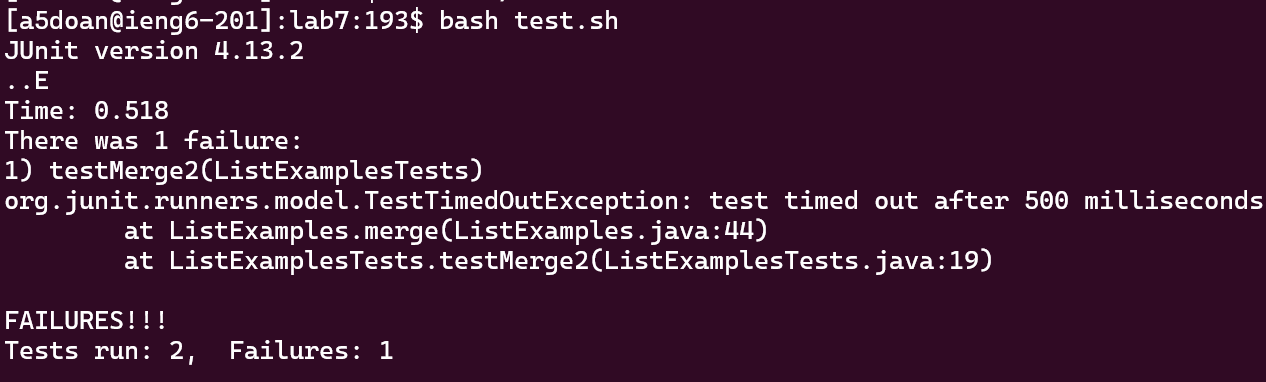 [a5doan@ieng6-201]:lab7:193$ bash test.sh
JUnit version 4.13.2
..E
Time: 0.518
There was 1 failure:
1) testMerge2(ListExamplesTests)
org.junit.runners.model.TestTimedOutException: test timed out after 500 milliseconds
        at ListExamples.merge(ListExamples.java:44)
        at ListExamplesTests.testMerge2(ListExamplesTests.java:19)
FAILURES!!!
Tests run: 2,  Failures: 1